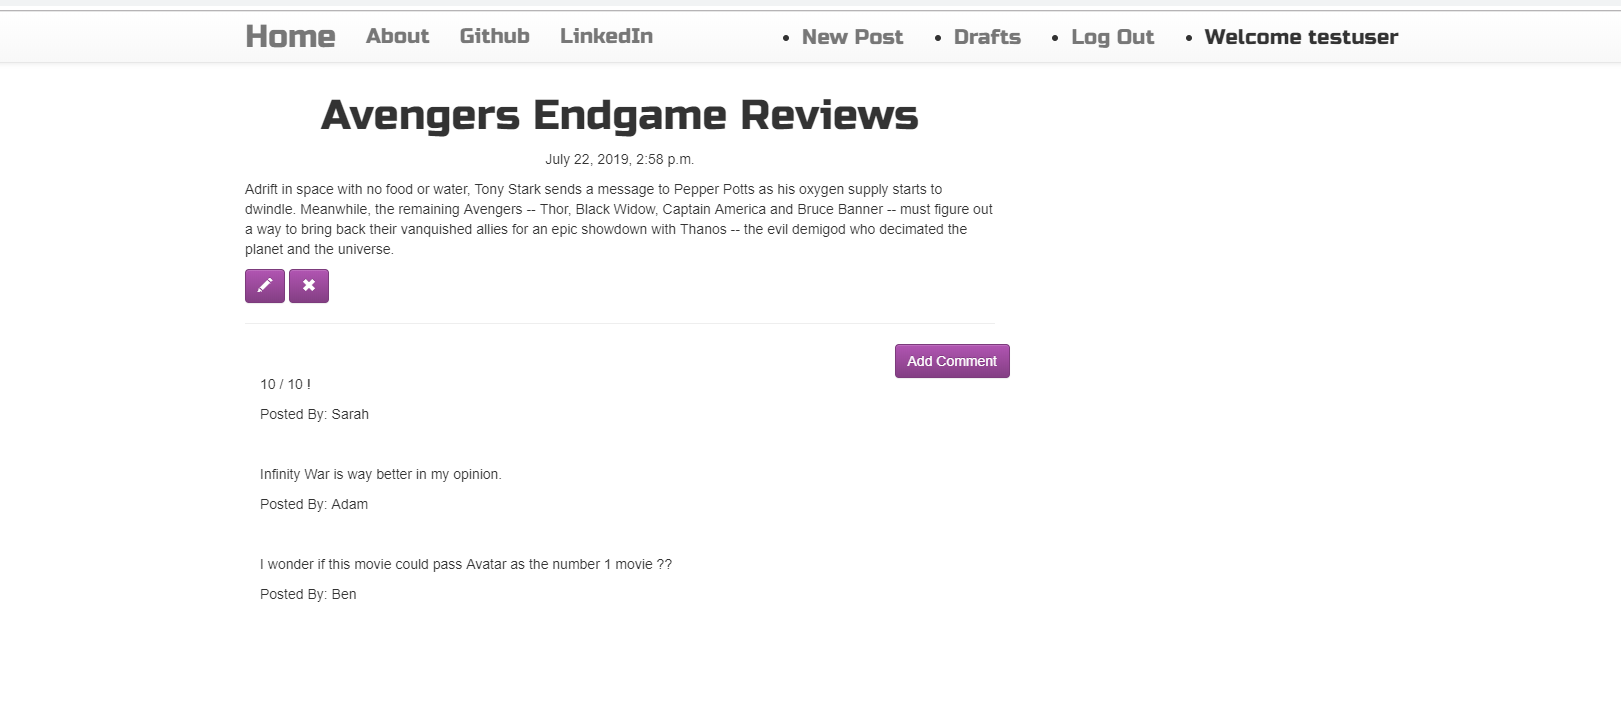 Home About Github LinkedIn • New Post • Drafts • Log Out • Welcome testuser
Avengers Endgame Reviews
July 22, 2019, 2:58 p.m.
Adrift in space with no food or water, Tony Stark sends a message to Pepper Potts as his oxygen supply starts to
dwindle. Meanwhile, the remaining Avengers -- Thor, Black Widow, Captain America and Bruce Banner -- must figure out
a way to bring back their vanquished allies for an epic showdown with Thanos -- the evil demigod who decimated the
planet and the universe.
Add Comment
10 / 10 !
Posted By: Sarah
Infinity War is way better in my opinion.
Posted By: Adam
I wonder if this movie could pass Avatar as the number 1 movie ??
Posted By: Ben